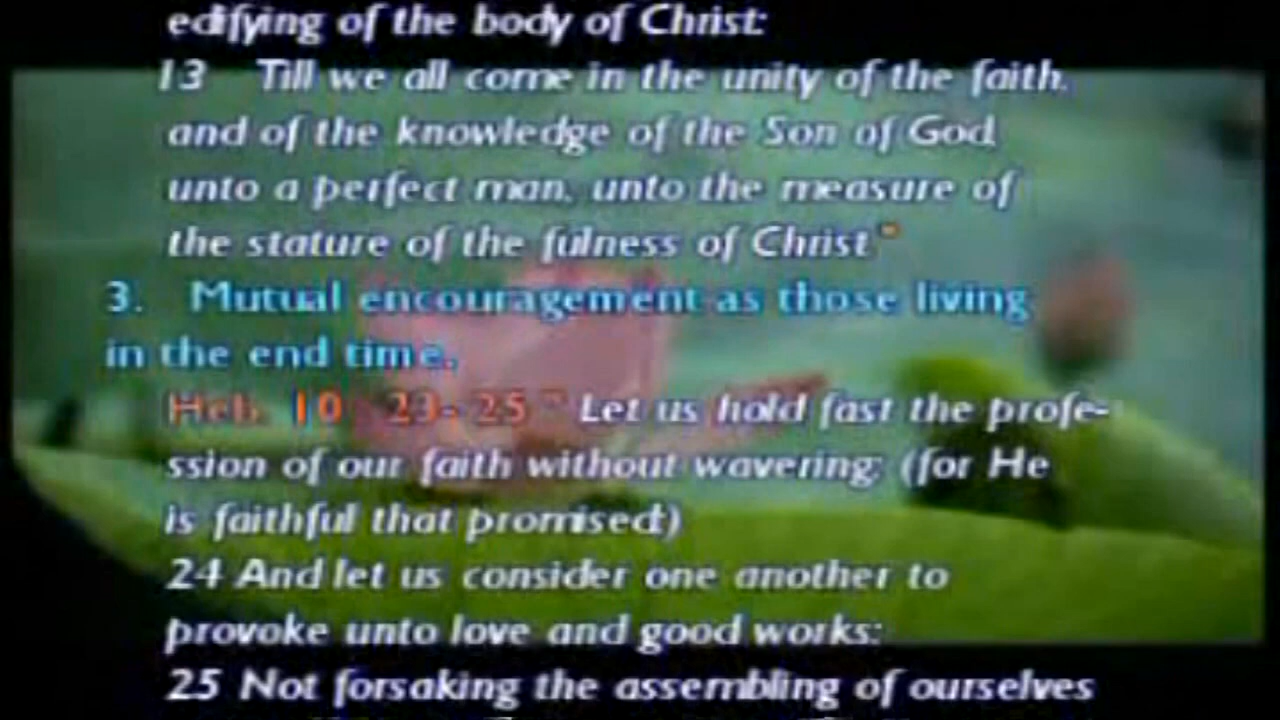 edifying of the body of Christ:
13 Till we all come in the unity of the faith,
and of the knowledge of the Son of God,
unto a perfect man, unto the measure of
the stature of the fulness of Christ"
3. Mutual encouragement as those living
in the end time.
Heb. 10 : 23- 25 " Let us hold fast the profe-
ssion of our faith without wavering; (for He
is faithful that promised;)
24 And let us consider one another to
provoke unto love and good works:
25 Not forsaking the assembling of ourselves